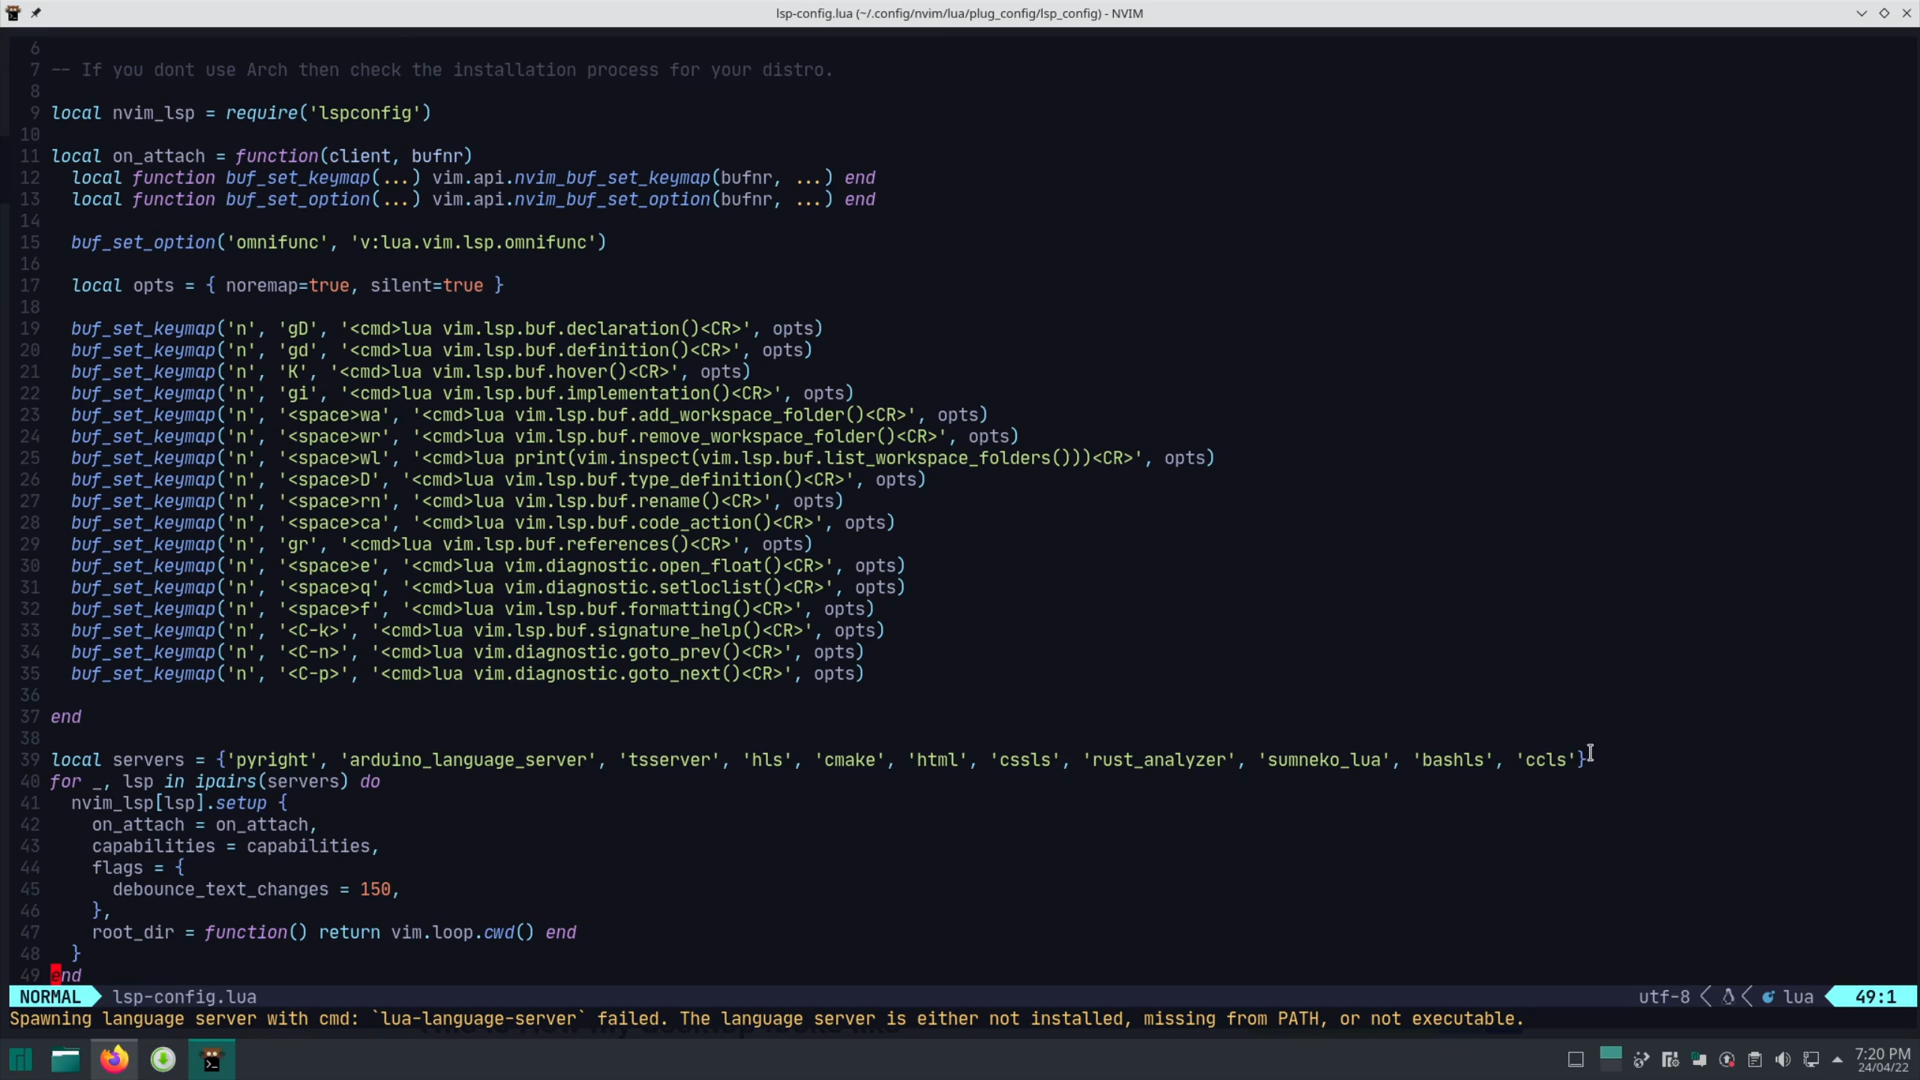 lsp-config.lua (~/.config/nvim/lua/plug_config/lsp_config) - NVIM
6
7 -- If you dont use Arch then check the installation process for your distro.
8
9 local nvim_lsp = require('lspconfig')
10
11 local on_attach = function(client, bufnr)
12   local function buf_set_keymap(...) vim.api.nvim_buf_set_keymap(bufnr, ...) end
13   local function buf_set_option(...) vim.api.nvim_buf_set_option(bufnr, ...) end
14
15   buf_set_option('omnifunc', 'v:lua.vim.lsp.omnifunc')
16
17   local opts = { noremap=true, silent=true }
18
19   buf_set_keymap('n', 'gD', '<cmd>lua vim.lsp.buf.declaration()<CR>', opts)
20   buf_set_keymap('n', 'gd', '<cmd>lua vim.lsp.buf.definition()<CR>', opts)
21   buf_set_keymap('n', 'K', '<cmd>lua vim.lsp.buf.hover()<CR>', opts)
22   buf_set_keymap('n', 'gi', '<cmd>lua vim.lsp.buf.implementation()<CR>', opts)
23   buf_set_keymap('n', '<space>wa', '<cmd>lua vim.lsp.buf.add_workspace_folder()<CR>', opts)
24   buf_set_keymap('n', '<space>wr', '<cmd>lua vim.lsp.buf.remove_workspace_folder()<CR>', opts)
25   buf_set_keymap('n', '<space>wl', '<cmd>lua print(vim.inspect(vim.lsp.buf.list_workspace_folders()))<CR>', opts)
26   buf_set_keymap('n', '<space>D', '<cmd>lua vim.lsp.buf.type_definition()<CR>', opts)
27   buf_set_keymap('n', '<space>rn', '<cmd>lua vim.lsp.buf.rename()<CR>', opts)
28   buf_set_keymap('n', '<space>ca', '<cmd>lua vim.lsp.buf.code_action()<CR>', opts)
29   buf_set_keymap('n', 'gr', '<cmd>lua vim.lsp.buf.references()<CR>', opts)
30   buf_set_keymap('n', '<space>e', '<cmd>lua vim.diagnostic.open_float()<CR>', opts)
31   buf_set_keymap('n', '<space>q', '<cmd>lua vim.diagnostic.setloclist()<CR>', opts)
32   buf_set_keymap('n', '<space>f', '<cmd>lua vim.lsp.buf.formatting()<CR>', opts)
33   buf_set_keymap('n', '<C-k>', '<cmd>lua vim.lsp.buf.signature_help()<CR>', opts)
34   buf_set_keymap('n', '<C-n>', '<cmd>lua vim.diagnostic.goto_prev()<CR>', opts)
35   buf_set_keymap('n', '<C-p>', '<cmd>lua vim.diagnostic.goto_next()<CR>', opts)
36
37 end
38
39 local servers = {'pyright', 'arduino_language_server', 'tsserver', 'hls', 'cmake', 'html', 'cssls', 'rust_analyzer', 'sumneko_lua', 'bashls', 'ccls'}
40 for _, lsp in ipairs(servers) do
41   nvim_lsp[lsp].setup {
42     on_attach = on_attach,
43     capabilities = capabilities,
44     flags = {
45       debounce_text_changes = 150,
46     },
47     root_dir = function() return vim.loop.cwd() end
48   }
49 end
NORMAL lsp-config.lua utf-8 lua 49:1
Spawning language server with cmd: `lua-language-server` failed. The language server is either not installed, missing from PATH, or not executable.
7:20 PM
24/04/22